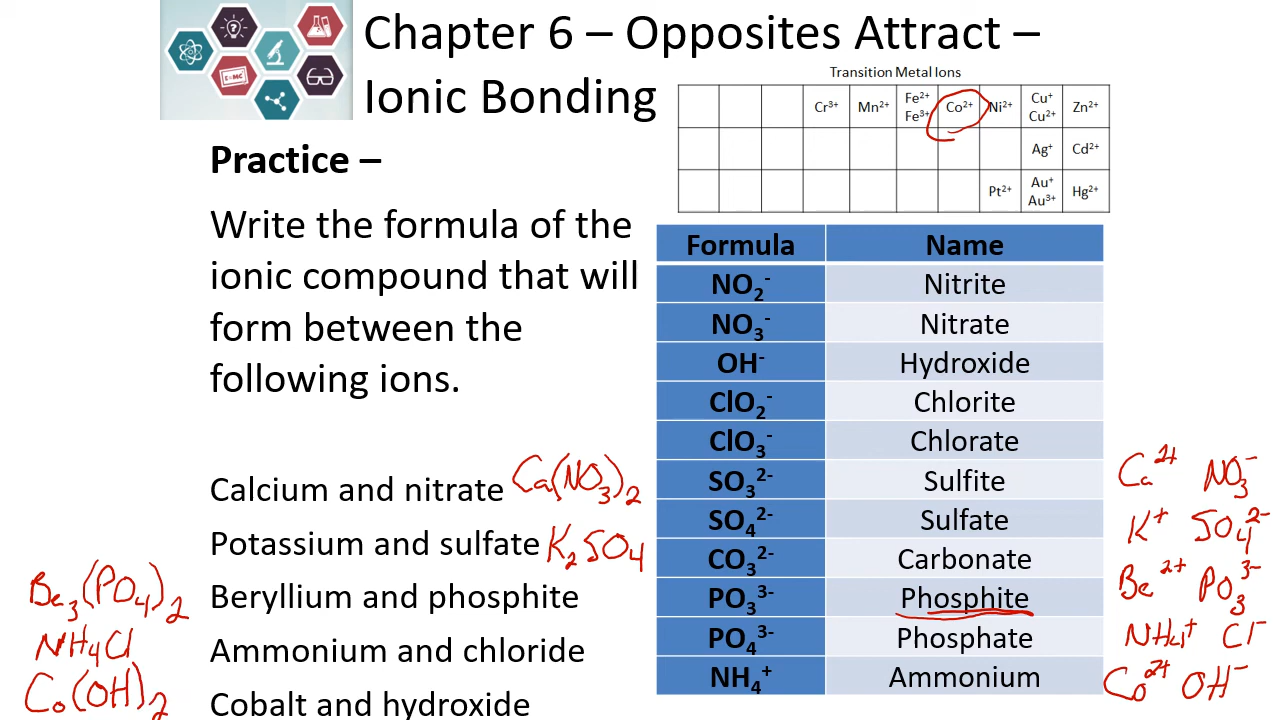 Chapter 6 – Opposites Attract –
Ionic Bonding
E=MC
Transition Metal Ions
Cr³⁺ Mn²⁺ Fe²⁺ Fe³⁺ Co²⁺ Ni²⁺ Cu⁺ Cu²⁺ Zn²⁺
Ag⁺ Cd²⁺
Pt²⁺ Au⁺ Au³⁺ Hg²⁺
Practice –
Write the formula of the
ionic compound that will
form between the
following ions.
Formula Name
NO₂⁻ Nitrite
NO₃⁻ Nitrate
OH⁻ Hydroxide
ClO₂⁻ Chlorite
ClO₃⁻ Chlorate
SO₃²⁻ Sulfite
SO₄²⁻ Sulfate
CO₃²⁻ Carbonate
PO₃³⁻ Phosphite
PO₄³⁻ Phosphate
NH₄⁺ Ammonium
Calcium and nitrate Ca(NO₃)₂
Potassium and sulfate K₂SO₄
Beryllium and phosphite
Ammonium and chloride
Cobalt and hydroxide
Be₃(PO₄)₂
NH₄Cl
Co(OH)₂
Ca²⁺ NO₃⁻
K⁺ SO₄²⁻
Be²⁺ PO₃³⁻
NH₄⁺ Cl⁻
Co²⁺ OH⁻